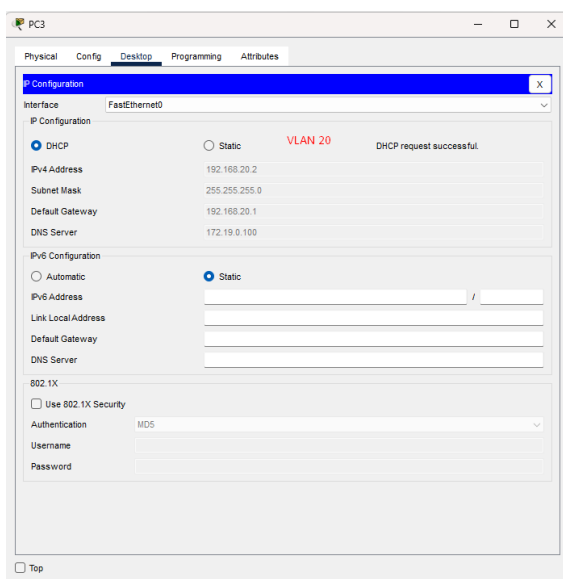 PC3
Physical Config Desktop Programming Attributes
IP Configuration X
Interface FastEthernet0
IP Configuration
DHCP Static VLAN 20 DHCP request successful.
IPv4 Address 192.168.20.2
Subnet Mask 255.255.255.0
Default Gateway 192.168.20.1
DNS Server 172.19.0.100
IPv6 Configuration
Automatic Static
IPv6 Address /
Link Local Address
Default Gateway
DNS Server
802.1X
Use 802.1X Security
Authentication MD5
Username
Password
Top